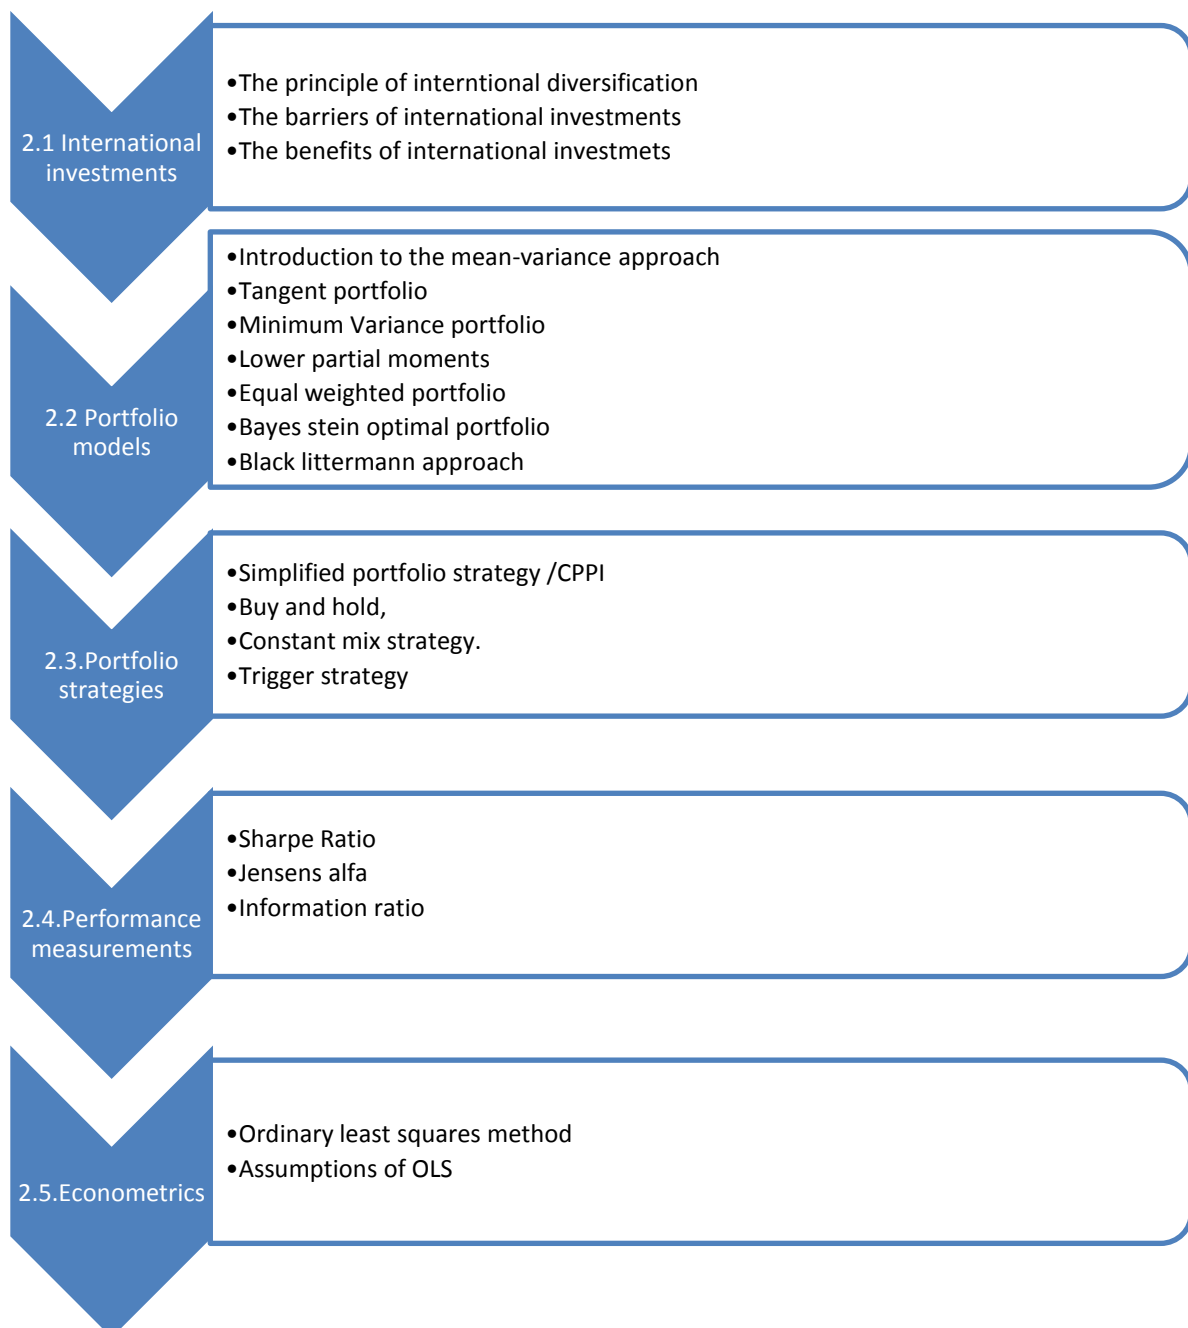 2.1 International
investments
•The principle of interntional diversification
•The barriers of international investments
•The benefits of international investmets
2.2 Portfolio
models
•Introduction to the mean-variance approach
•Tangent portfolio
•Minimum Variance portfolio
•Lower partial moments
•Equal weighted portfolio
•Bayes stein optimal portfolio
•Black littermann approach
2.3.Portfolio
strategies
•Simplified portfolio strategy /CPPI
•Buy and hold,
•Constant mix strategy.
•Trigger strategy
2.4.Performance
measurements
•Sharpe Ratio
•Jensens alfa
•Information ratio
2.5.Econometrics
•Ordinary least squares method
•Assumptions of OLS